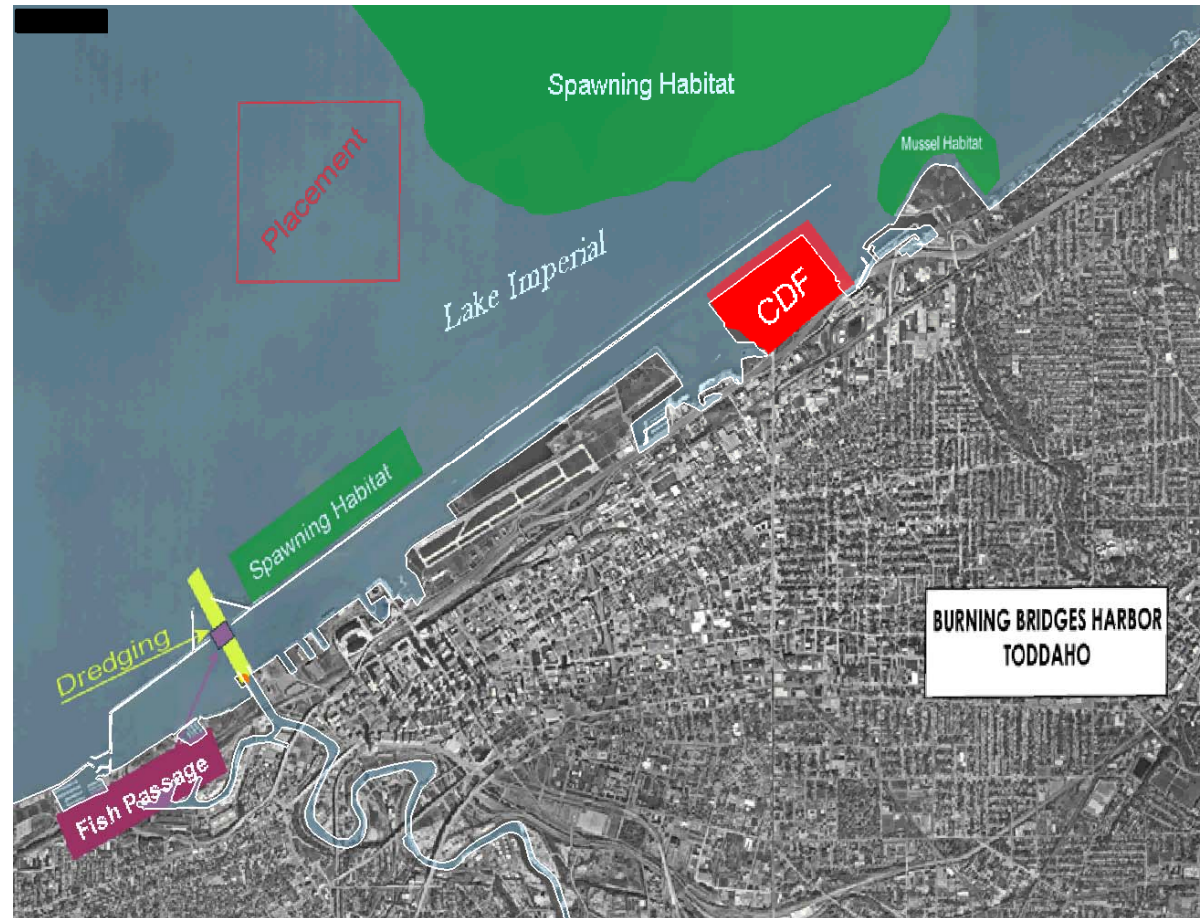 Spawning Habitat
Mussel Habitat
Placement
Lake Imperial
CDF
Spawning Habitat
Dredging
BURNING BRIDGES HARBOR
TODDAHO
Fish Passage